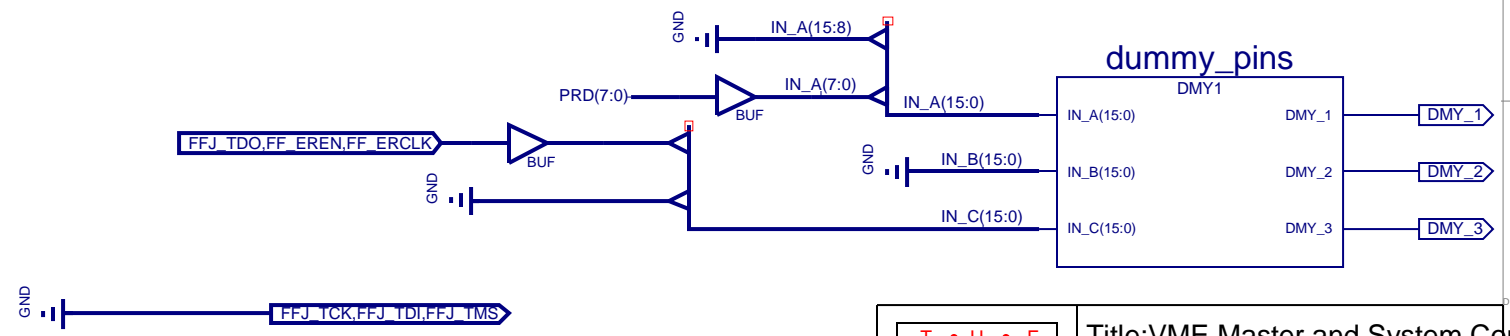 GND
IN_A(15:8)
PRD(7:0)
BUF
IN_A(7:0)
IN_A(15:0)
dummy_pins
DMY1
IN_A(15:0)
DMY_1
DMY_1
FFJ_TDO,FF_EREN,FF_ERCLK
BUF
GND
IN_B(15:0)
IN_B(15:0)
DMY_2
DMY_2
GND
IN_C(15:0)
IN_C(15:0)
DMY_3
DMY_3
GND
FFJ_TCK,FFJ_TDI,FFJ_TMS
Title:VME Master and System